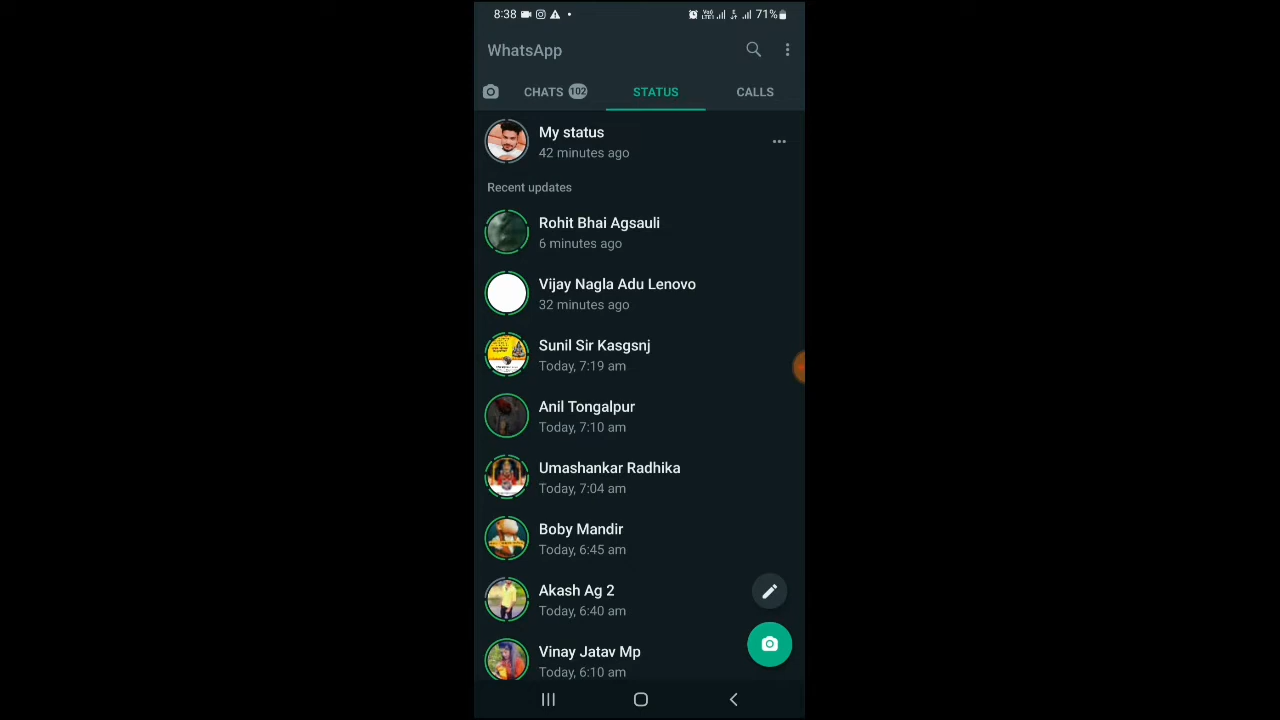 8:38 71%
WhatsApp
CHATS 102 STATUS CALLS
My status
42 minutes ago
Recent updates
Rohit Bhai Agsauli
6 minutes ago
Vijay Nagla Adu Lenovo
32 minutes ago
Sunil Sir Kasgsnj
Today, 7:19 am
Anil Tongalpur
Today, 7:10 am
Umashankar Radhika
Today, 7:04 am
Boby Mandir
Today, 6:45 am
Akash Ag 2
Today, 6:40 am
Vinay Jatav Mp
Today, 6:10 am